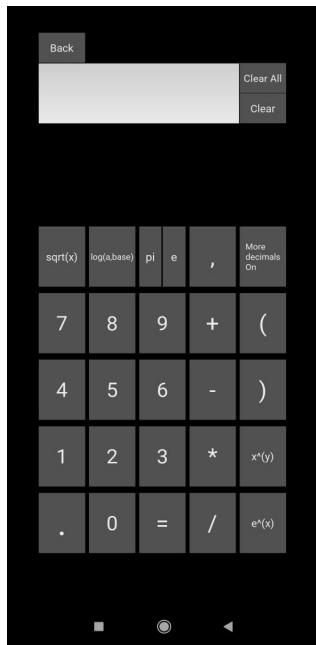 Back
Clear All
Clear
sqrt(x) log(a,base) pi e , More decimals On
7 8 9 + (
4 5 6 - )
1 2 3 * x^(y)
. 0 = / e^(x)